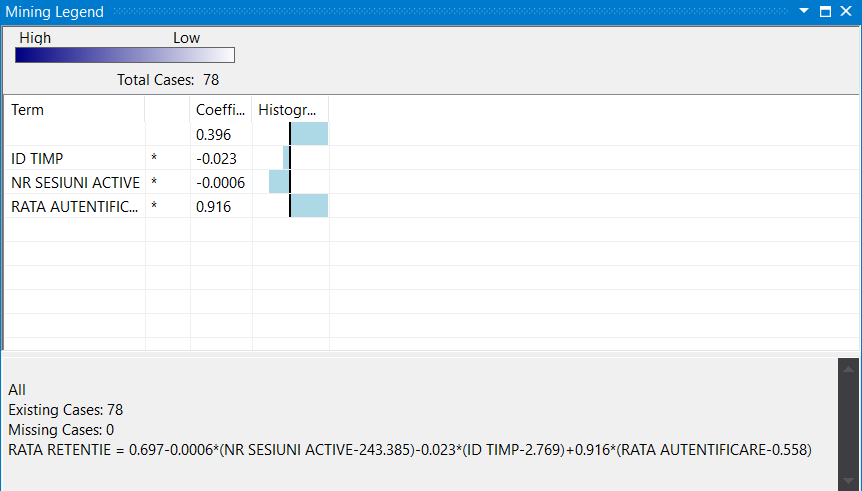 Mining Legend
High Low
Total Cases: 78
Term Coeffi... Histogr...
0.396
ID TIMP * -0.023
NR SESIUNI ACTIVE * -0.0006
RATA AUTENTIFIC... * 0.916
All
Existing Cases: 78
Missing Cases: 0
RATA RETENTIE = 0.697-0.0006*(NR SESIUNI ACTIVE-243.385)-0.023*(ID TIMP-2.769)+0.916*(RATA AUTENTIFICARE-0.558)